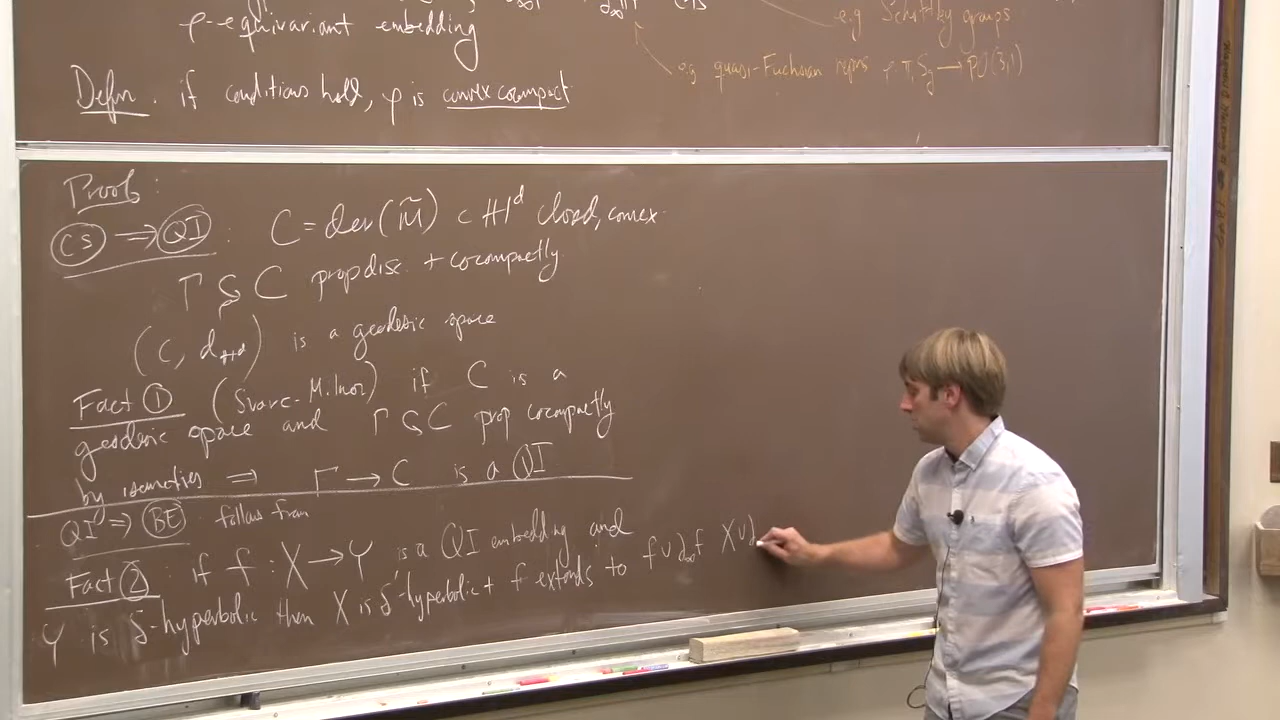 e.g Schottky groups
ρ-equivariant embedding
e.g quasi-Fuchsian repns ρ: π₁S_g → PO(3,1)
Defn. if conditions hold, ρ is convex cocompact
Proof:
CS ⇒ QI : C = dev(M̃) ⊂ ℍ^d closed, convex
Γ ↻ C prop disc. + cocompactly
(C, d_ℍ^d) is a geodesic space
Fact ① (Svarc-Milnor) if C is a
geodesic space and Γ ↻ C prop cocompactly
by isometries ⇒ Γ → C is a QI
QI ⇒ BE follows from
Fact ② : if f : X → Y is a QI embedding and
Y is δ-hyperbolic then X is δ'-hyperbolic + f extends to f∪∂∞f X∪∂